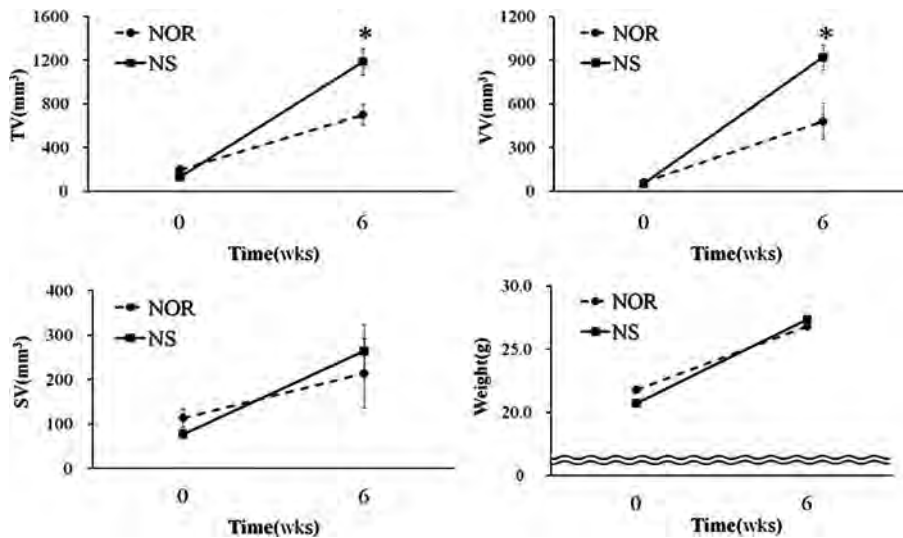 1600
1200
800
400
0
TV(mm³)
NOR
NS
*
0 6
Time(wks)
1200
900
600
300
0
VV(mm³)
NOR
NS
*
0 6
Time(wks)
400
300
200
100
0
SV(mm³)
NOR
NS
0 6
Time(wks)
30.0
25.0
20.0
0
Weight(g)
NOR
NS
0 6
Time(wks)